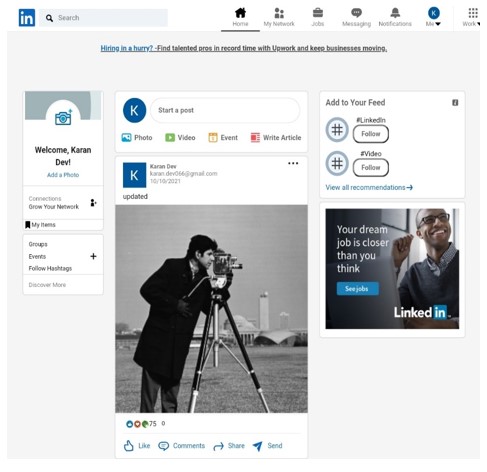 in
Search
Home
My Network
Jobs
Messaging
Notifications
K
Me
Work
Hiring in a hurry? -Find talented pros in record time with Upwork and keep businesses moving.
Welcome, Karan
Dev!
Add a Photo
Connections
Grow Your Network
My Items
Groups
Events
+
Follow Hashtags
Discover More
K
Start a post
Photo
Video
Event
Write Article
K
Karan Dev
10/10/2021
updated
75 0
Like
Comments
Share
Send
Add to Your Feed
#LinkedIn
#
Follow
#Video
#
Follow
View all recommendations
Your dream
job is closer
than you
think
See jobs
Linked in